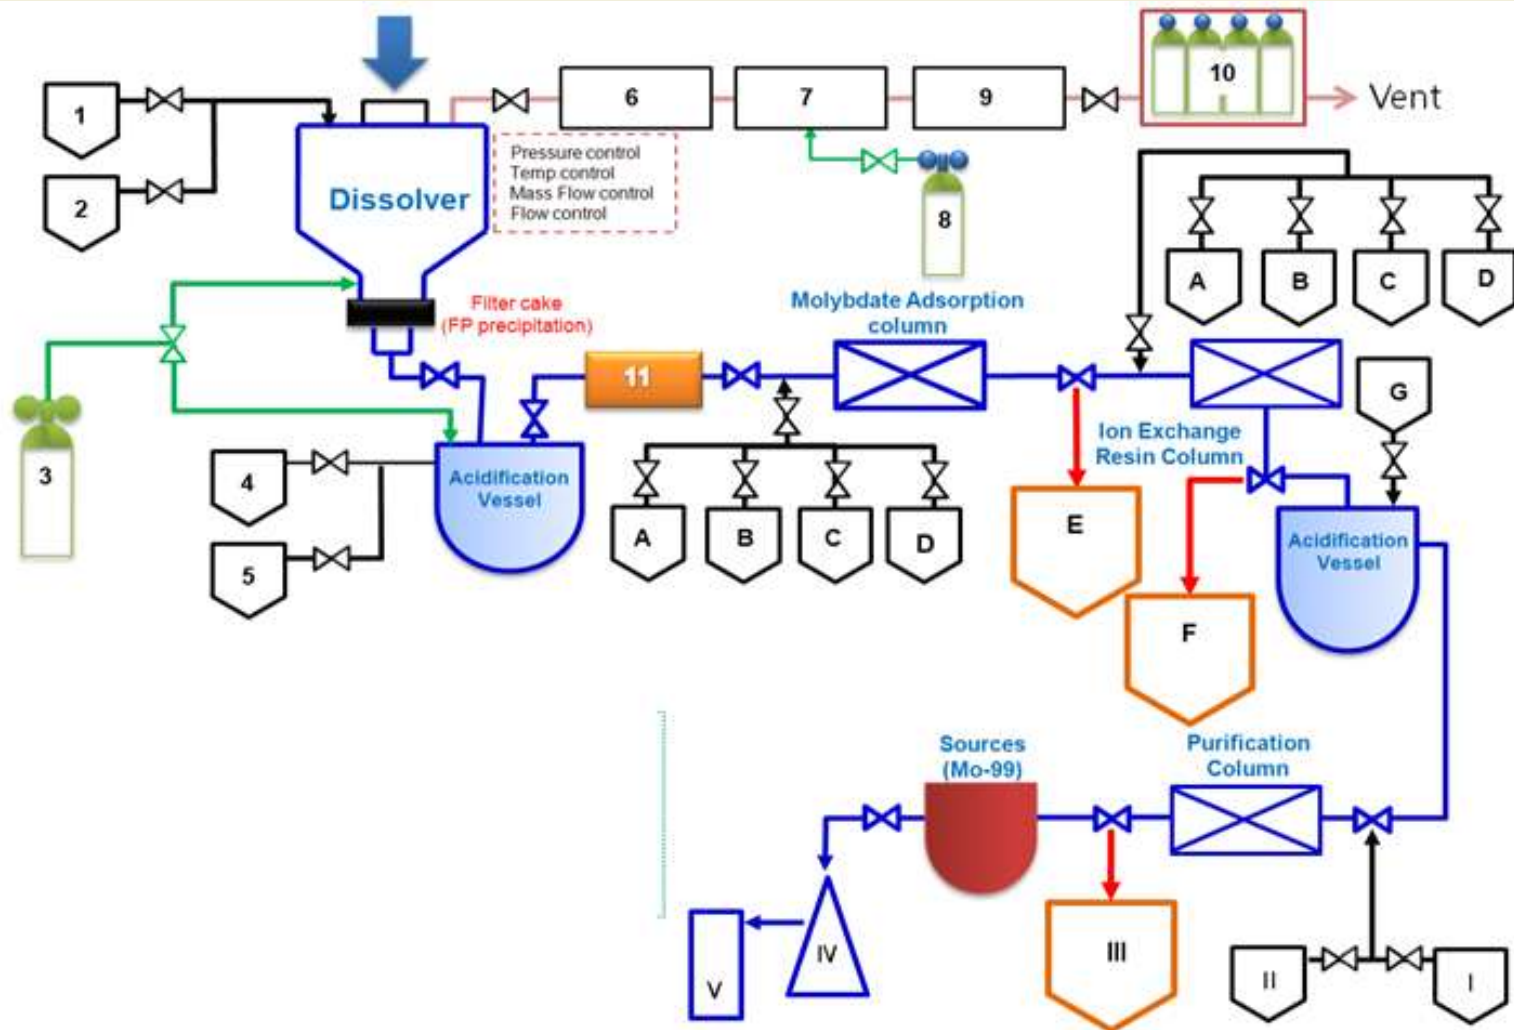 1
2
Dissolver
Pressure control
Temp control
Mass Flow control
Flow control
6
7
9
10
Vent
8
A
B
C
D
Filter cake
(FP precipitation)
Molybdate Adsorption
column
11
3
4
5
Acidification
Vessel
A
B
C
D
E
Ion Exchange
Resin Column
F
G
Acidification
Vessel
Sources
(Mo-99)
Purification
Column
III
II
I
IV
V